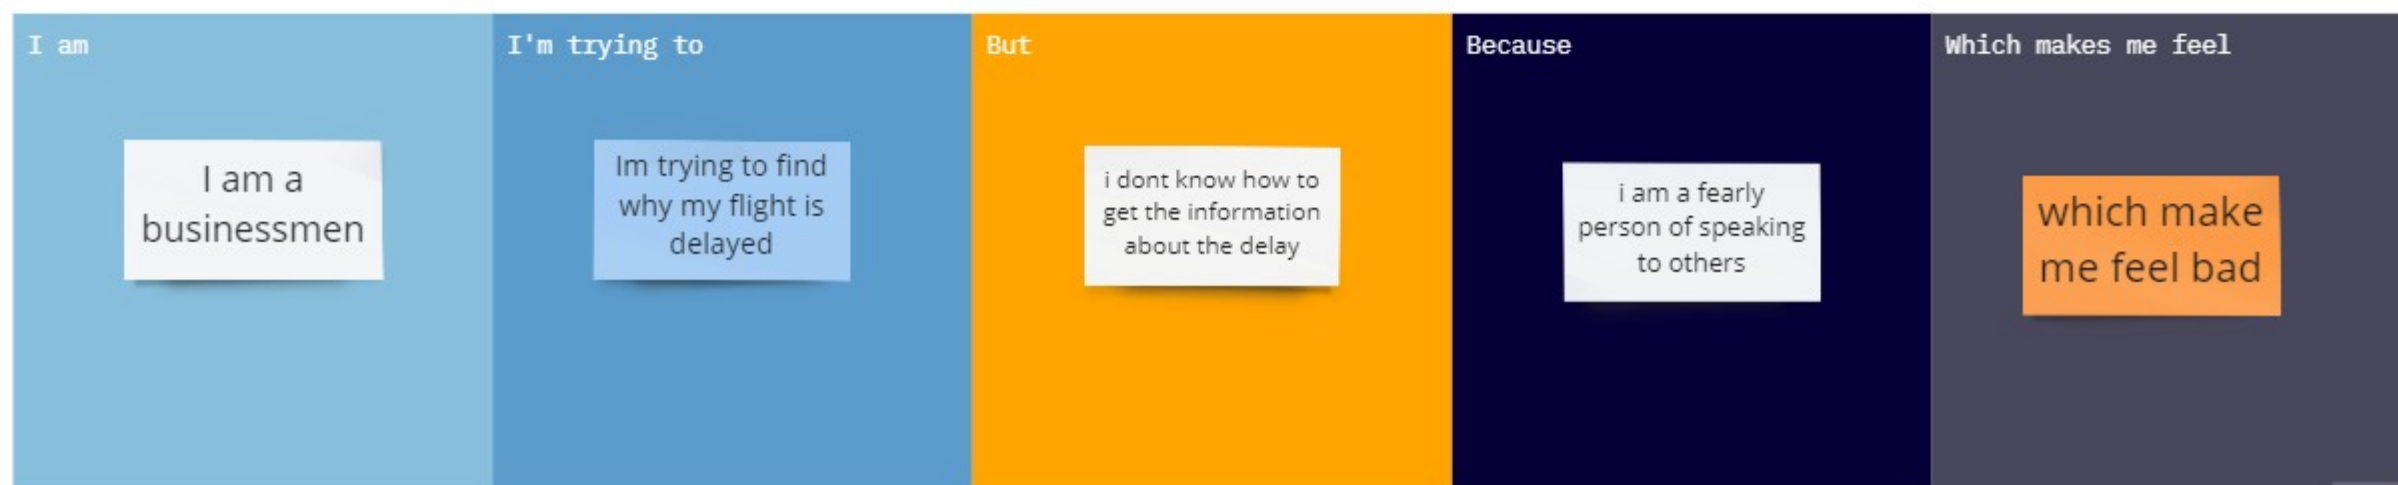 I am
I am a
businessmen
I'm trying to
Im trying to find
why my flight is
delayed
But
i dont know how to
get the information
about the delay
Because
i am a fearly
person of speaking
to others
Which makes me feel
which make
me feel bad